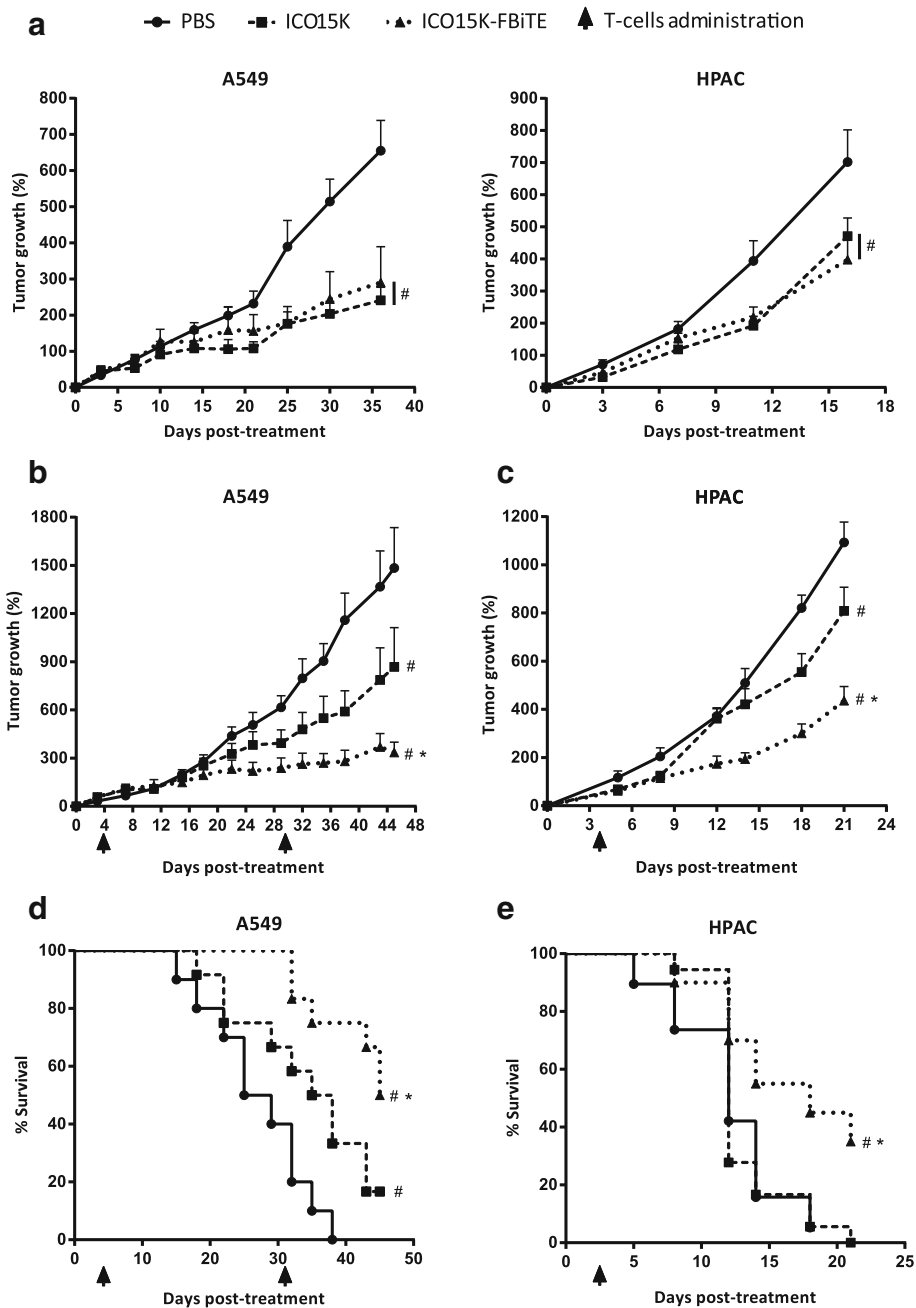 a
PBS ICO15K ICO15K-FBiTE T-cells administration
A549
800
700
600
500
400
300
200
100
0
Tumor growth (%)
#
0 5 10 15 20 25 30 35 40
Days post-treatment
HPAC
900
800
700
600
500
400
300
200
100
0
Tumor growth (%)
#
0 3 6 9 12 15 18
Days post-treatment
b
A549
1800
1500
1200
900
600
300
0
Tumor growth (%)
#
# *
0 4 8 12 16 20 24 28 32 36 40 44 48
Days post-treatment
c
HPAC
1200
1000
800
600
400
200
0
Tumor growth (%)
#
# *
0 3 6 9 12 15 18 21 24
Days post-treatment
d
A549
100
80
60
40
20
0
% Survival
# *
#
0 10 20 30 40 50
Days post-treatment
e
HPAC
100
80
60
40
20
0
% Survival
# *
0 5 10 15 20 25
Days post-treatment